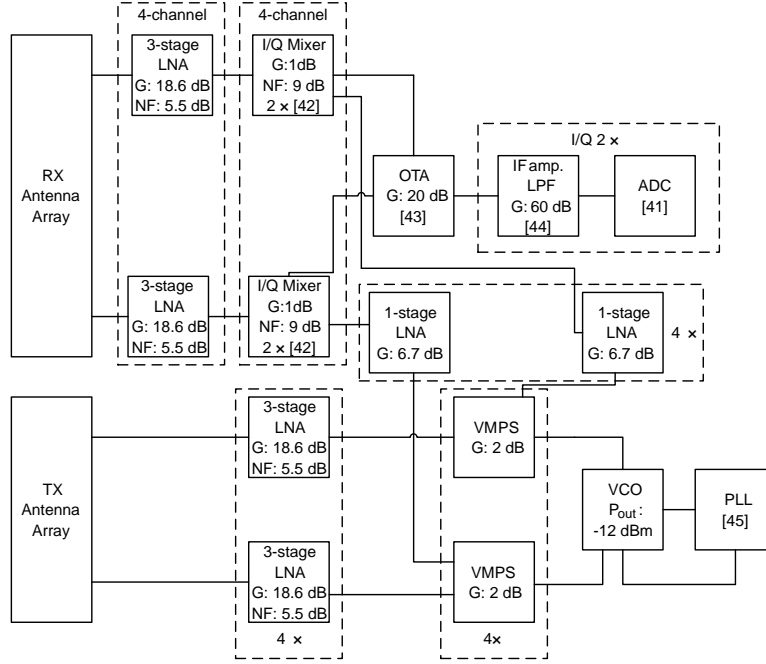 4-channel
4-channel
RX
Antenna
Array
3-stage
LNA
G: 18.6 dB
NF: 5.5 dB
I/Q Mixer
G:1dB
NF: 9 dB
2 × [42]
OTA
G: 20 dB
[43]
I/Q 2 ×
IF amp.
LPF
G: 60 dB
[44]
ADC
[41]
3-stage
LNA
G: 18.6 dB
NF: 5.5 dB
I/Q Mixer
G:1dB
NF: 9 dB
2 × [42]
1-stage
LNA
G: 6.7 dB
1-stage
LNA
G: 6.7 dB
4 ×
TX
Antenna
Array
3-stage
LNA
G: 18.6 dB
NF: 5.5 dB
VMPS
G: 2 dB
VCO
Pout:
-12 dBm
PLL
[45]
3-stage
LNA
G: 18.6 dB
NF: 5.5 dB
VMPS
G: 2 dB
4 ×
4×